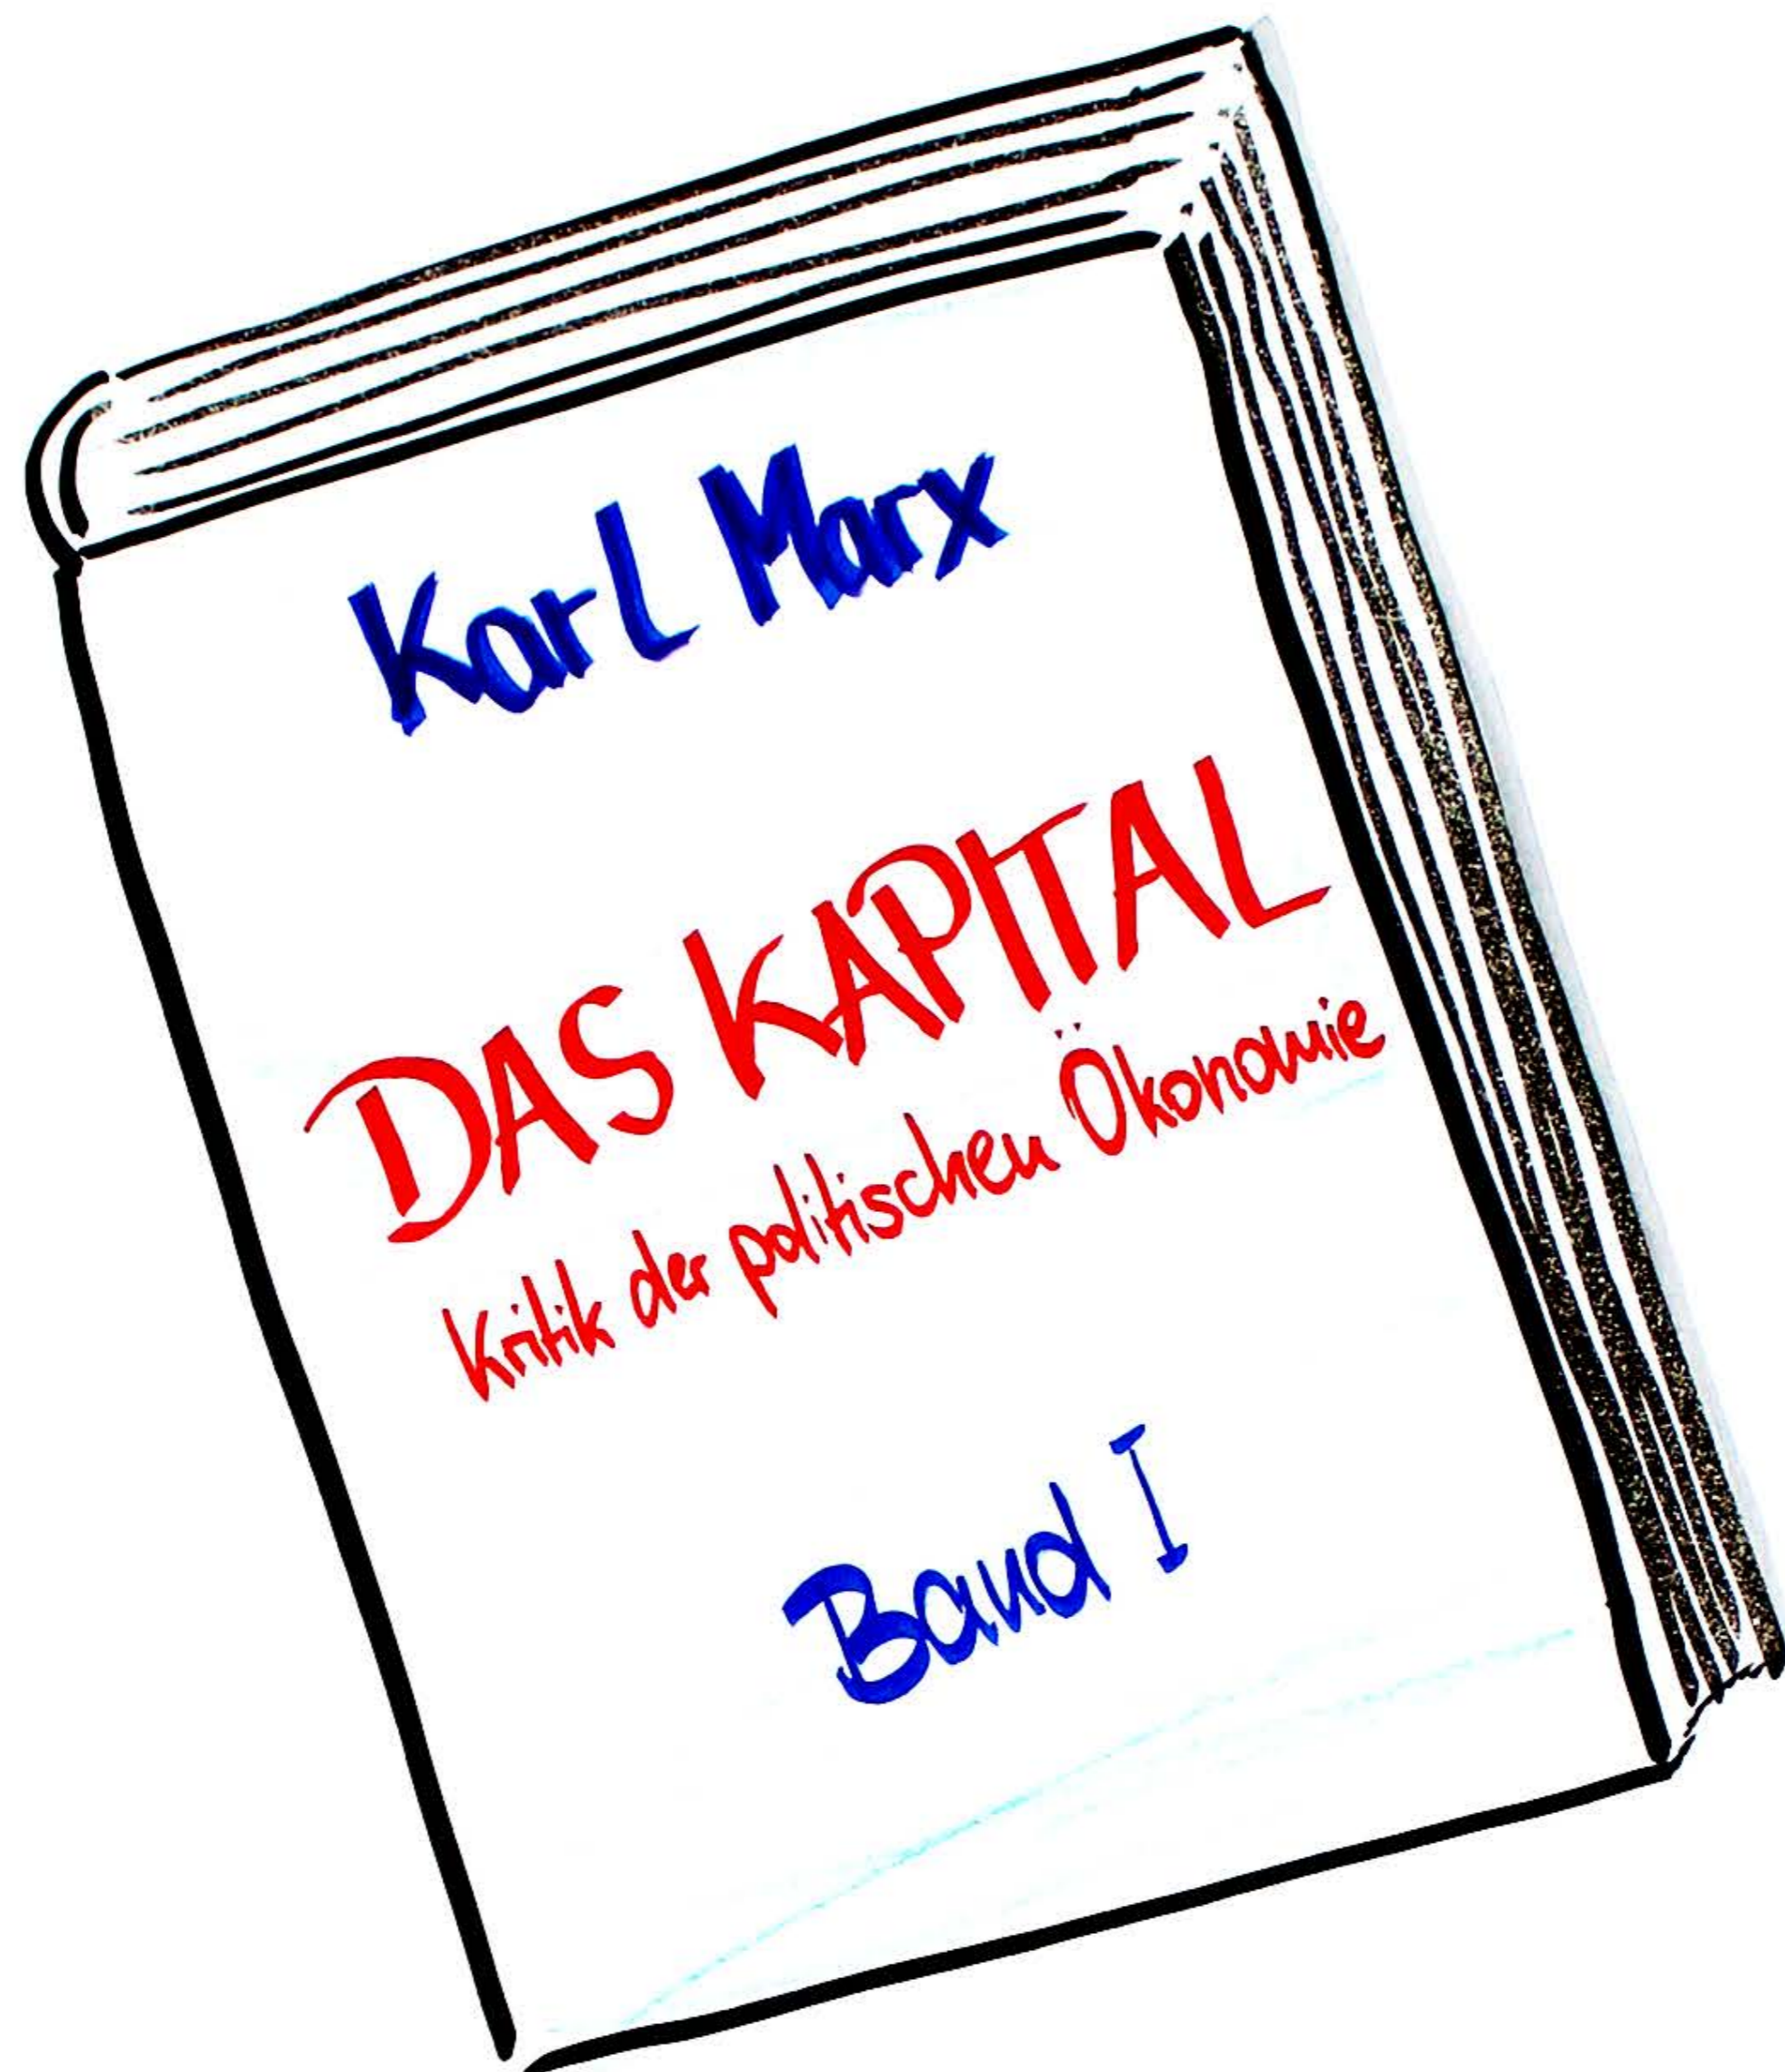 Karl Marx
DAS KAPITAL
Kritik der politischen Ökonomie
Band I